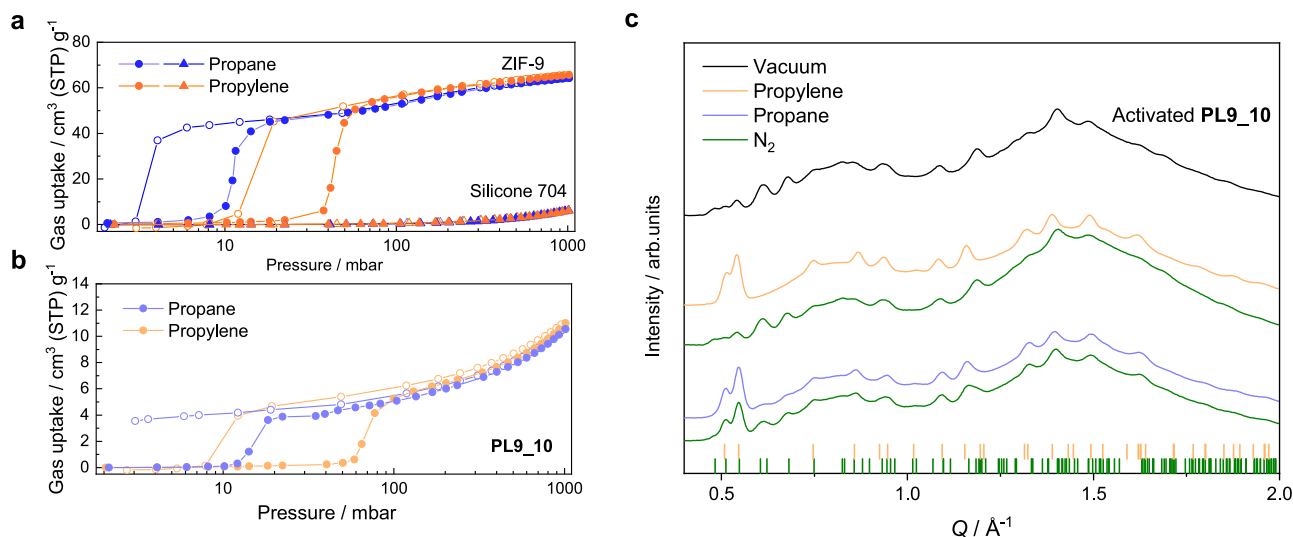 a
Gas uptake / cm³ (STP) g⁻¹
80
60
40
20
0
Propane
Propylene
ZIF-9
Silicone 704
10
100
1000
Pressure / mbar
b
Gas uptake / cm³ (STP) g⁻¹
14
12
10
8
6
4
2
0
Propane
Propylene
PL9_10
10
100
1000
Pressure / mbar
c
Intensity / arb.units
Vacuum
Propylene
Propane
N₂
Activated PL9_10
0.5
1.0
1.5
2.0
Q / Å⁻¹